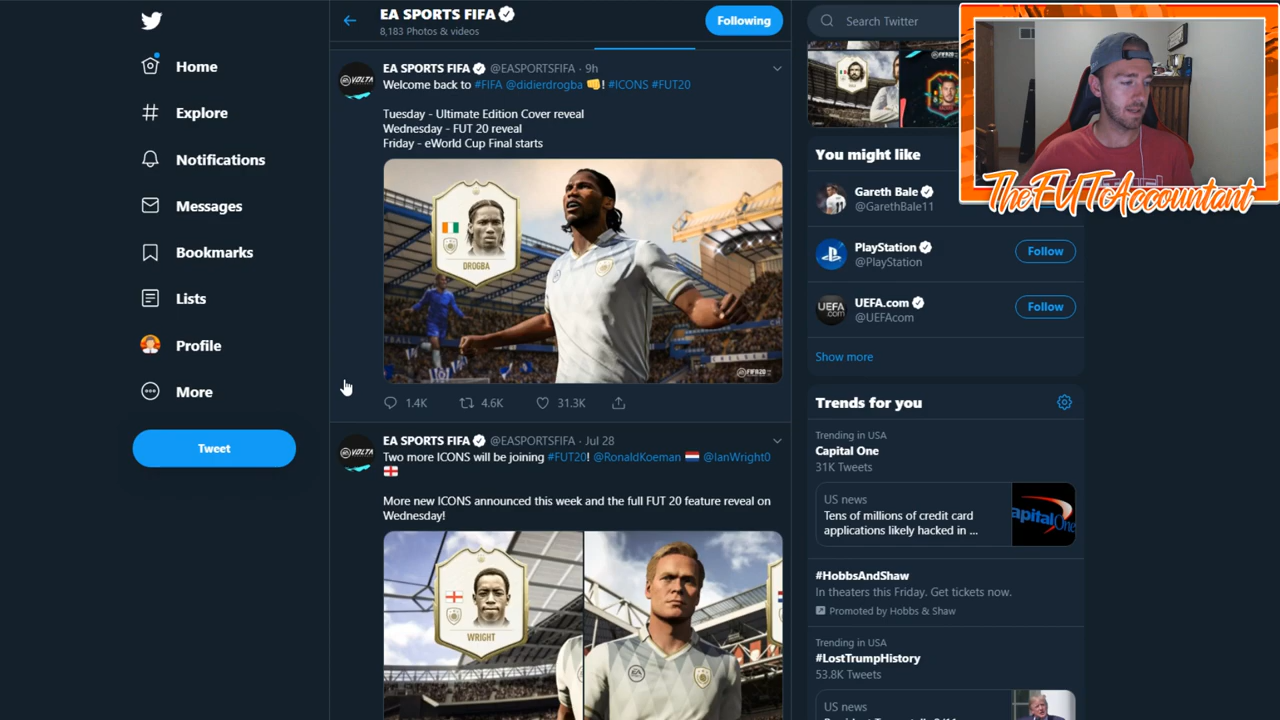 EA SPORTS FIFA
8,183 Photos & videos
Following
Search Twitter
Home
Explore
Notifications
Messages
Bookmarks
Lists
Profile
More
Tweet
EA SPORTS FIFA @EASPORTSFIFA · 9h
Welcome back to #FIFA @didierdrogba 👊! #ICONS #FUT20
Tuesday - Ultimate Edition Cover reveal
Wednesday - FUT 20 reveal
Friday - eWorld Cup Final starts
DROGBA
CHELSEA
FIFA20
1.4K
4.6K
31.3K
EA SPORTS FIFA @EASPORTSFIFA · Jul 28
Two more ICONS will be joining #FUT20! @RonaldKoeman 🇳🇱 @IanWright0
🏴󠁧󠁢󠁥󠁮󠁧󠁿
More new ICONS announced this week and the full FUT 20 feature reveal on
Wednesday!
WRIGHT
TheFUTAccountant
You might like
Gareth Bale
@GarethBale11
PlayStation
@PlayStation
Follow
UEFA.com
@UEFAcom
Follow
Show more
Trends for you
Trending in USA
Capital One
31K Tweets
US news
Tens of millions of credit card
applications likely hacked in ...
Capital One
#HobbsAndShaw
In theaters this Friday. Get tickets now.
Promoted by Hobbs & Shaw
Trending in USA
#LostTrumpHistory
53.8K Tweets
US news